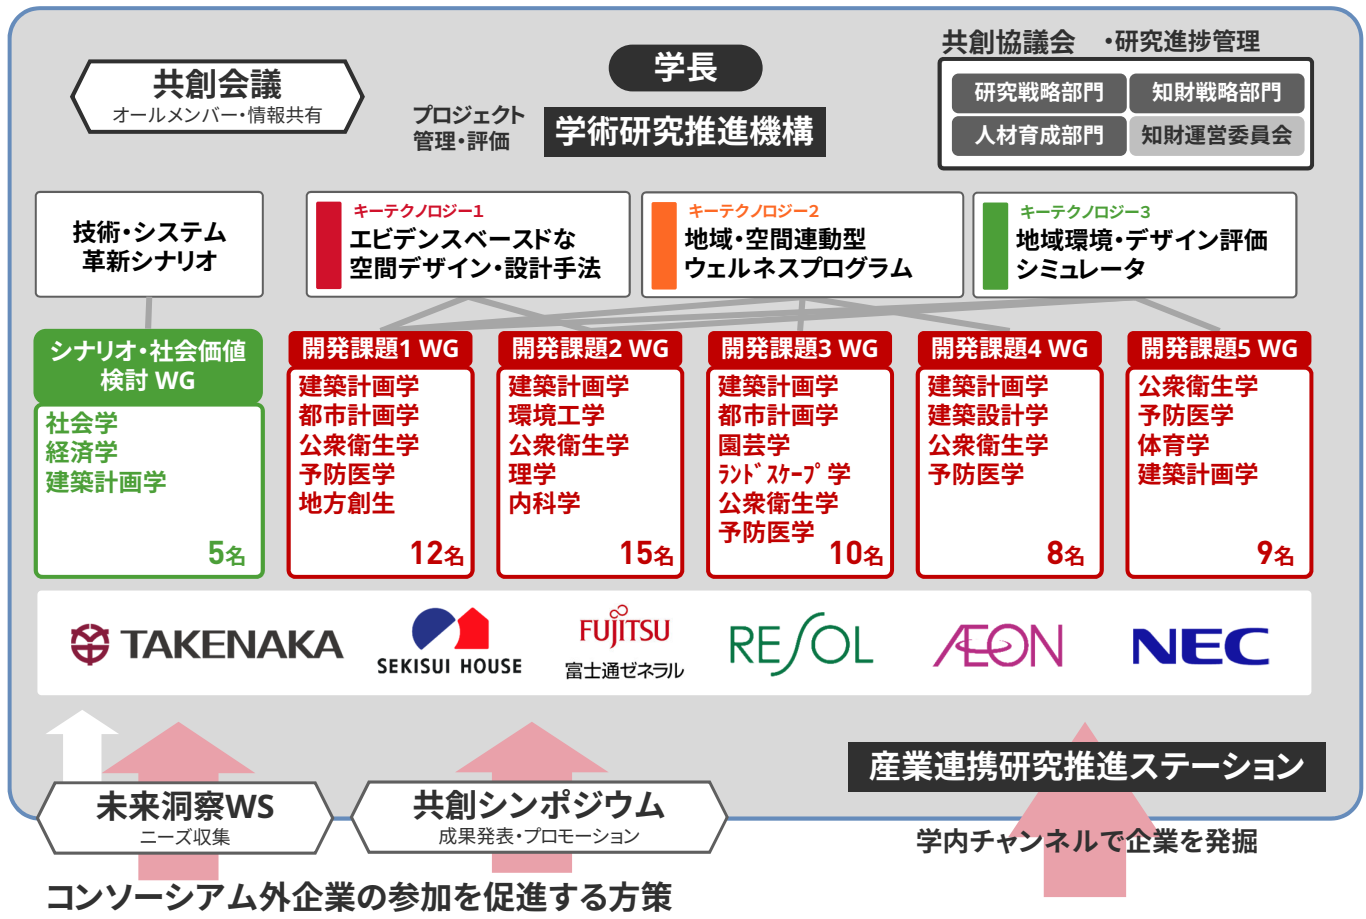 共創会議
オールメンバー・情報共有
学長
プロジェクト
管理・評価
学術研究推進機構
共創協議会 ・研究進捗管理
研究戦略部門
知財戦略部門
人材育成部門
知財運営委員会
技術・システム
革新シナリオ
キーテクノロジー1
エビデンスベースドな
空間デザイン・設計手法
キーテクノロジー2
地域・空間連動型
ウェルネスプログラム
キーテクノロジー3
地域環境・デザイン評価
シミュレータ
シナリオ・社会価値
検討 WG
社会学
経済学
建築計画学
5名
開発課題1 WG
建築計画学
都市計画学
公衆衛生学
予防医学
地方創生
12名
開発課題2 WG
建築計画学
環境工学
公衆衛生学
理学
内科学
15名
開発課題3 WG
建築計画学
都市計画学
園芸学
ﾗﾝﾄﾞｽｹｰﾌﾟ学
公衆衛生学
予防医学
10名
開発課題4 WG
建築計画学
建築設計学
公衆衛生学
予防医学
8名
開発課題5 WG
公衆衛生学
予防医学
体育学
建築計画学
9名
TAKENAKA
SEKISUI HOUSE
FUJITSU
富士通ゼネラル
RESOL
ÆON
NEC
産業連携研究推進ステーション
未来洞察WS
ニーズ収集
共創シンポジウム
成果発表・プロモーション
学内チャンネルで企業を発掘
コンソーシアム外企業の参加を促進する方策